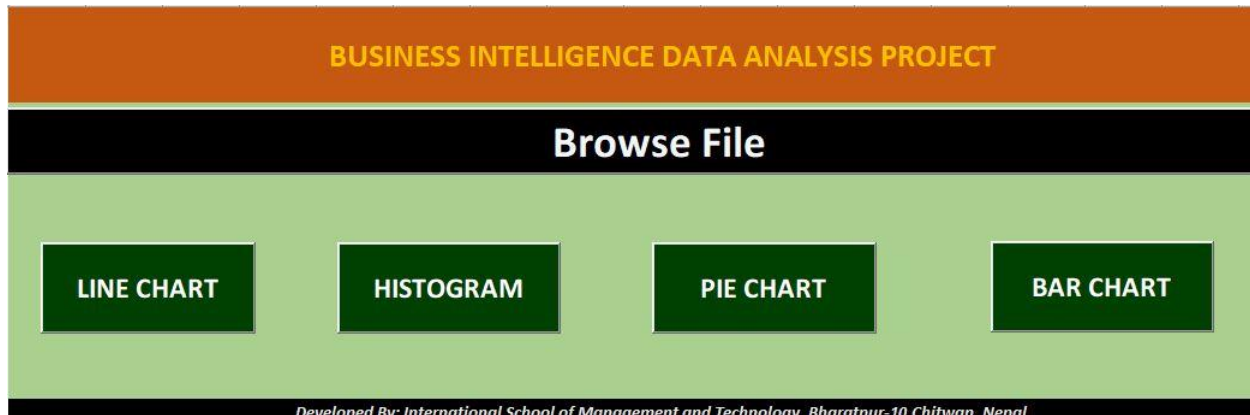 BUSINESS INTELLIGENCE DATA ANALYSIS PROJECT
Browse File
LINE CHART
HISTOGRAM
PIE CHART
BAR CHART
Developed By: International School of Management and Technology, Bharatpur-10 Chitwan, Nepal